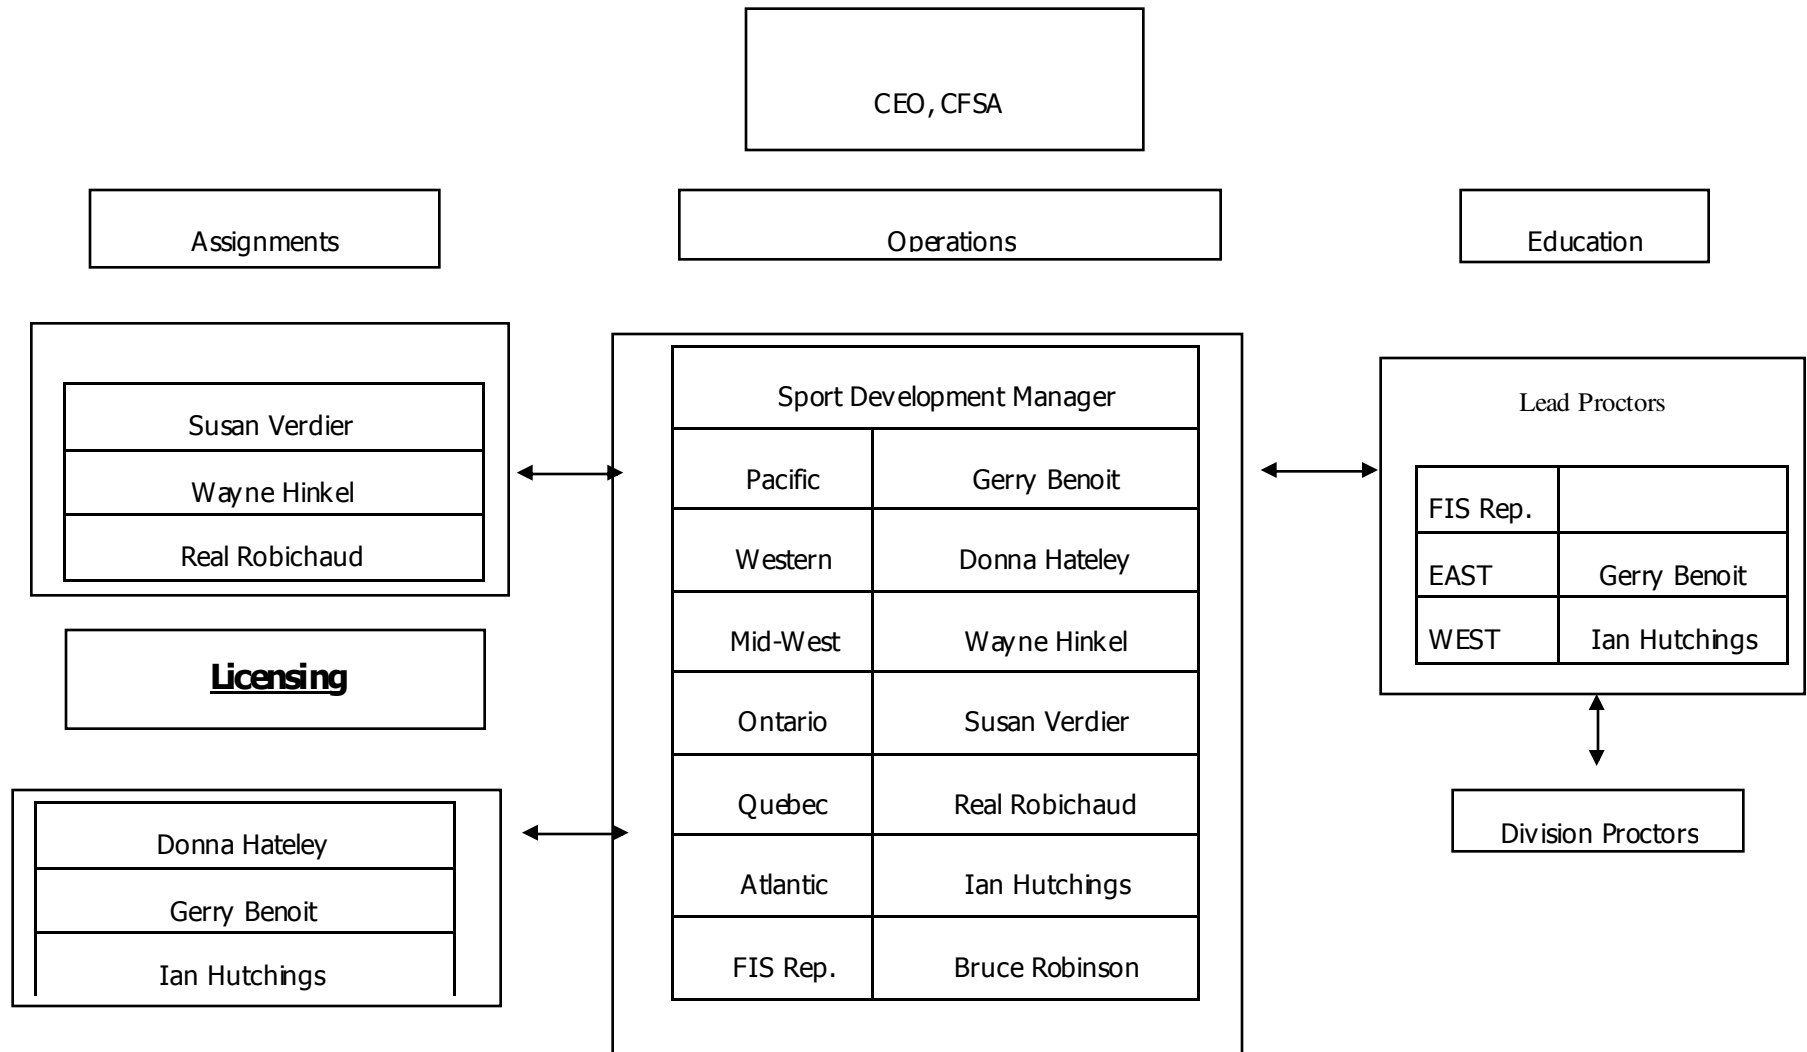 CEO, CFSA
Assignments
Operations
Education
Susan Verdier
Wayne Hinkel
Real Robichaud
Licensing
Donna Hateley
Gerry Benoit
Ian Hutchings
Sport Development Manager
Pacific Gerry Benoit
Western Donna Hateley
Mid-West Wayne Hinkel
Ontario Susan Verdier
Quebec Real Robichaud
Atlantic Ian Hutchings
FIS Rep. Bruce Robinson
Lead Proctors
FIS Rep.
EAST Gerry Benoit
WEST Ian Hutchings
Division Proctors